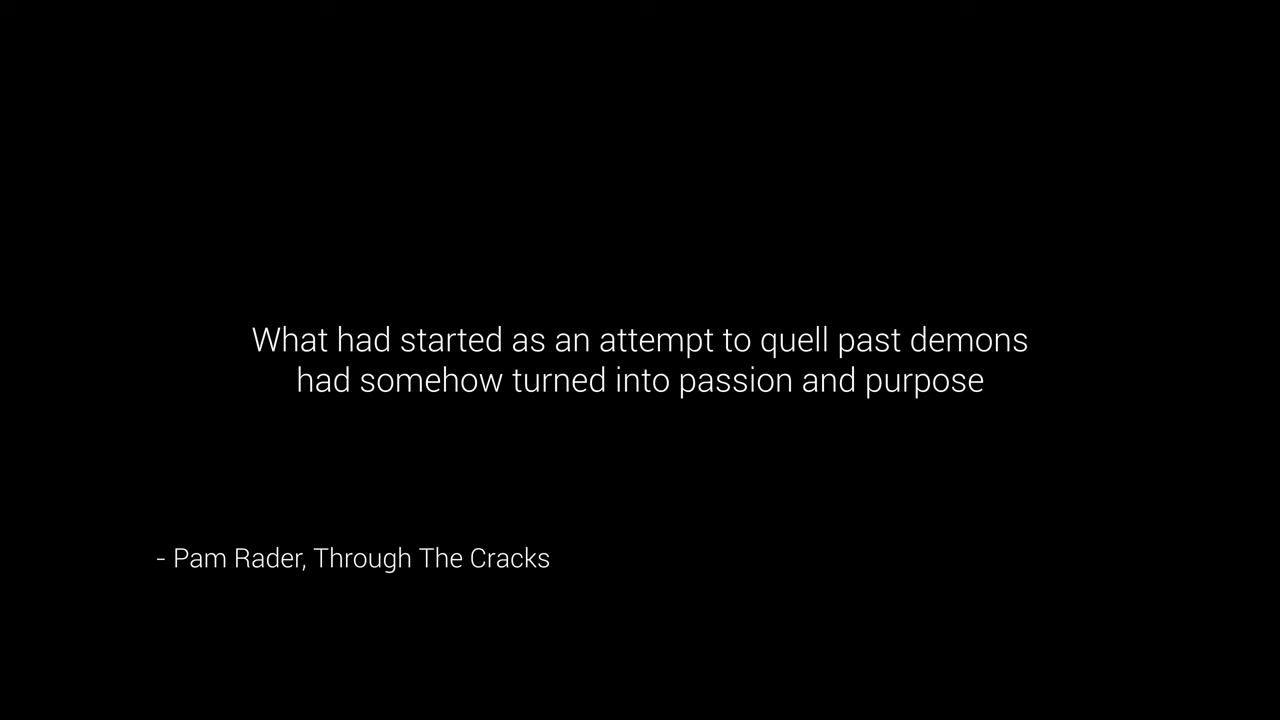 What had started as an attempt to quell past demons
had somehow turned into passion and purpose
- Pam Rader, Through The Cracks